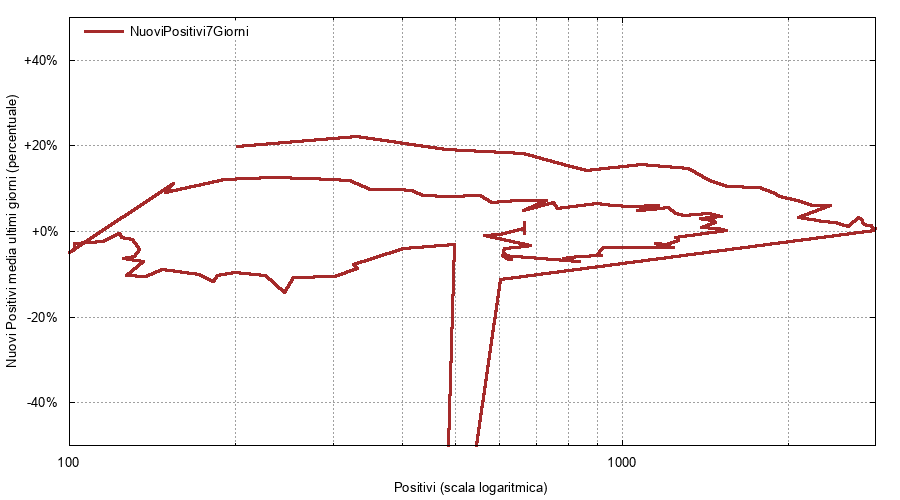 NuoviPositivi7Giorni
+40%
+20%
+0%
-20%
-40%
Nuovi Positivi media ultimi giorni (percentuale)
100
1000
Positivi (scala logaritmica)